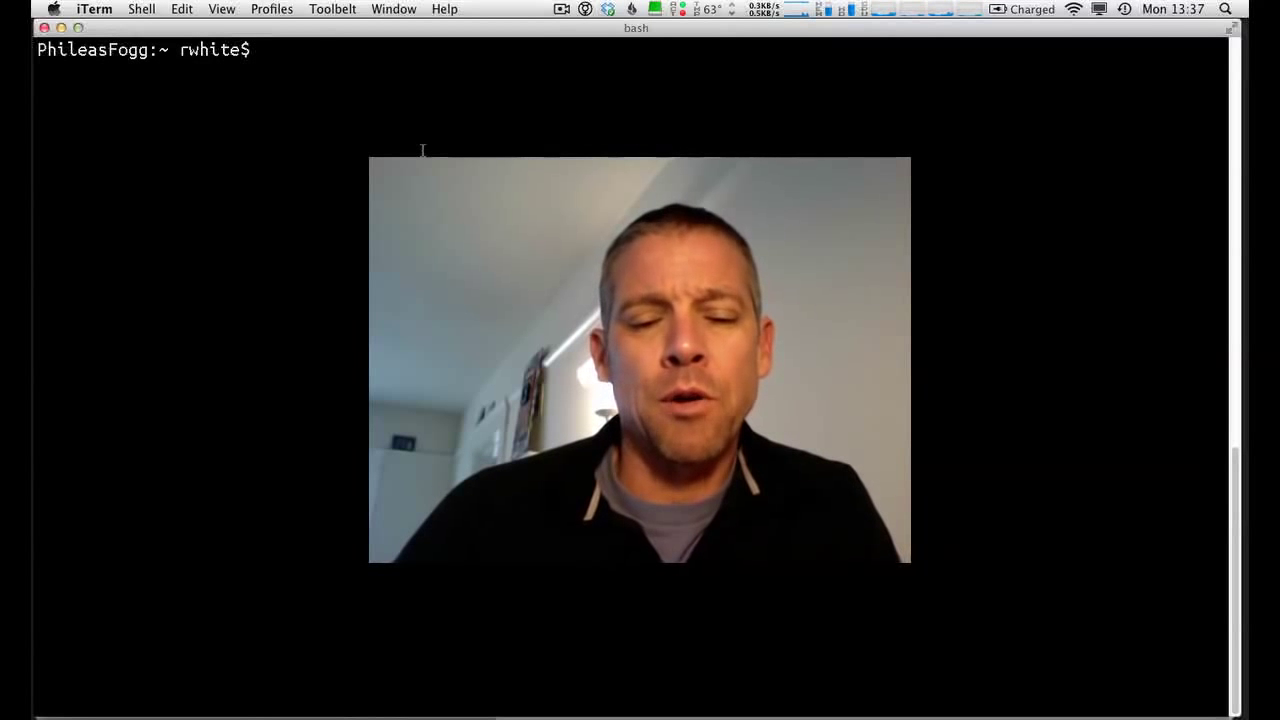 iTerm Shell Edit View Profiles Toolbelt Window Help 63° 0.3KB/s 0.5KB/s Charged Mon 13:37
bash
PhileasFogg:~ rwhite$